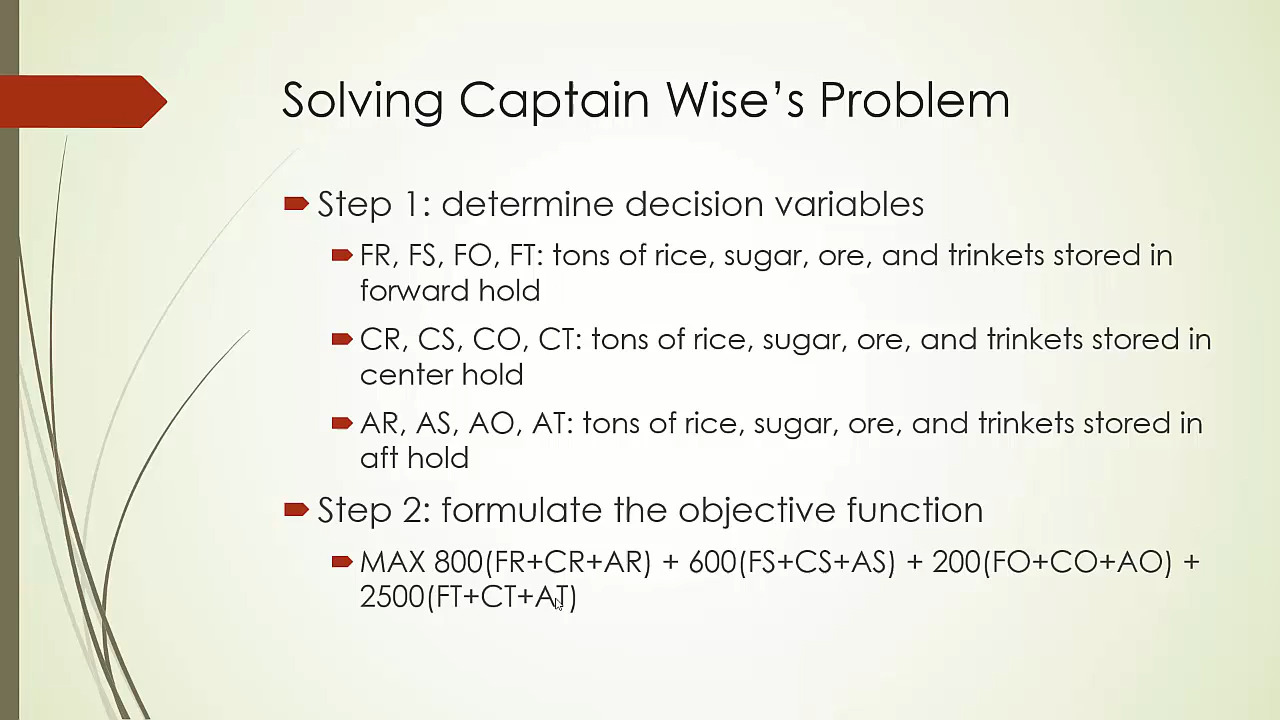 Solving Captain Wise's Problem
Step 1: determine decision variables
FR, FS, FO, FT: tons of rice, sugar, ore, and trinkets stored in
forward hold
CR, CS, CO, CT: tons of rice, sugar, ore, and trinkets stored in
center hold
AR, AS, AO, AT: tons of rice, sugar, ore, and trinkets stored in
aft hold
Step 2: formulate the objective function
MAX 800(FR+CR+AR) + 600(FS+CS+AS) + 200(FO+CO+AO) +
2500(FT+CT+AT)